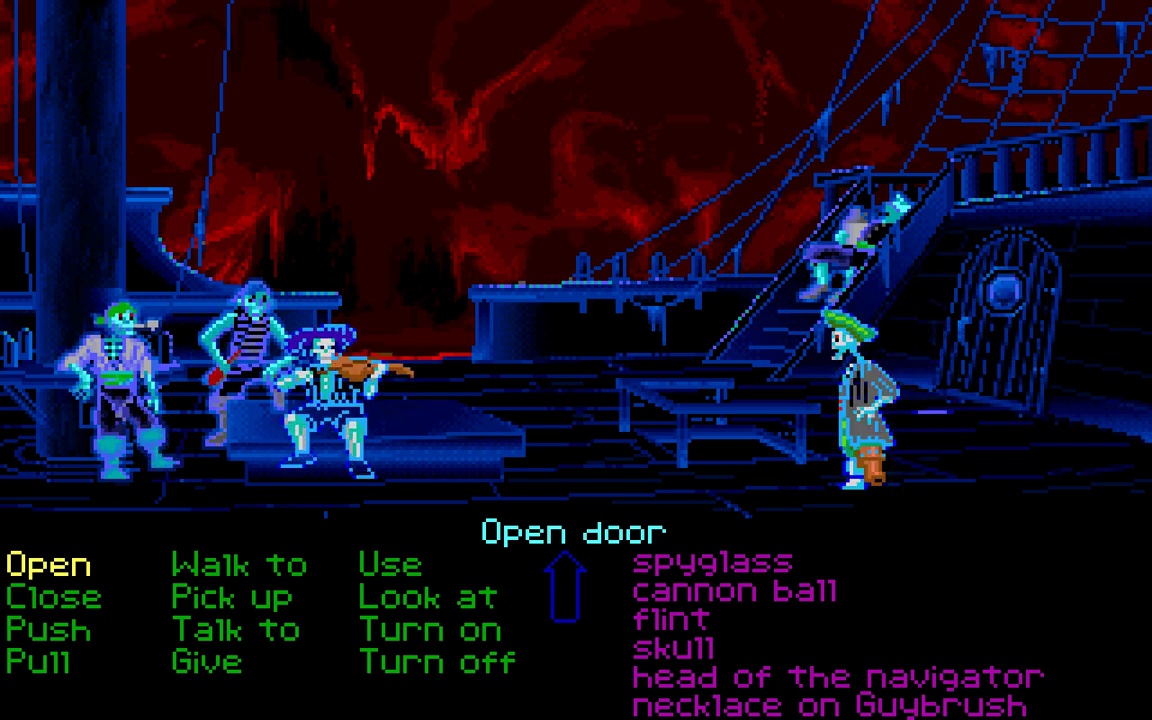 Open door
Open Walk to Use
Close Pick up Look at
Push Talk to Turn on
Pull Give Turn off
spyglass
cannon ball
flint
skull
head of the navigator
necklace on Guybrush